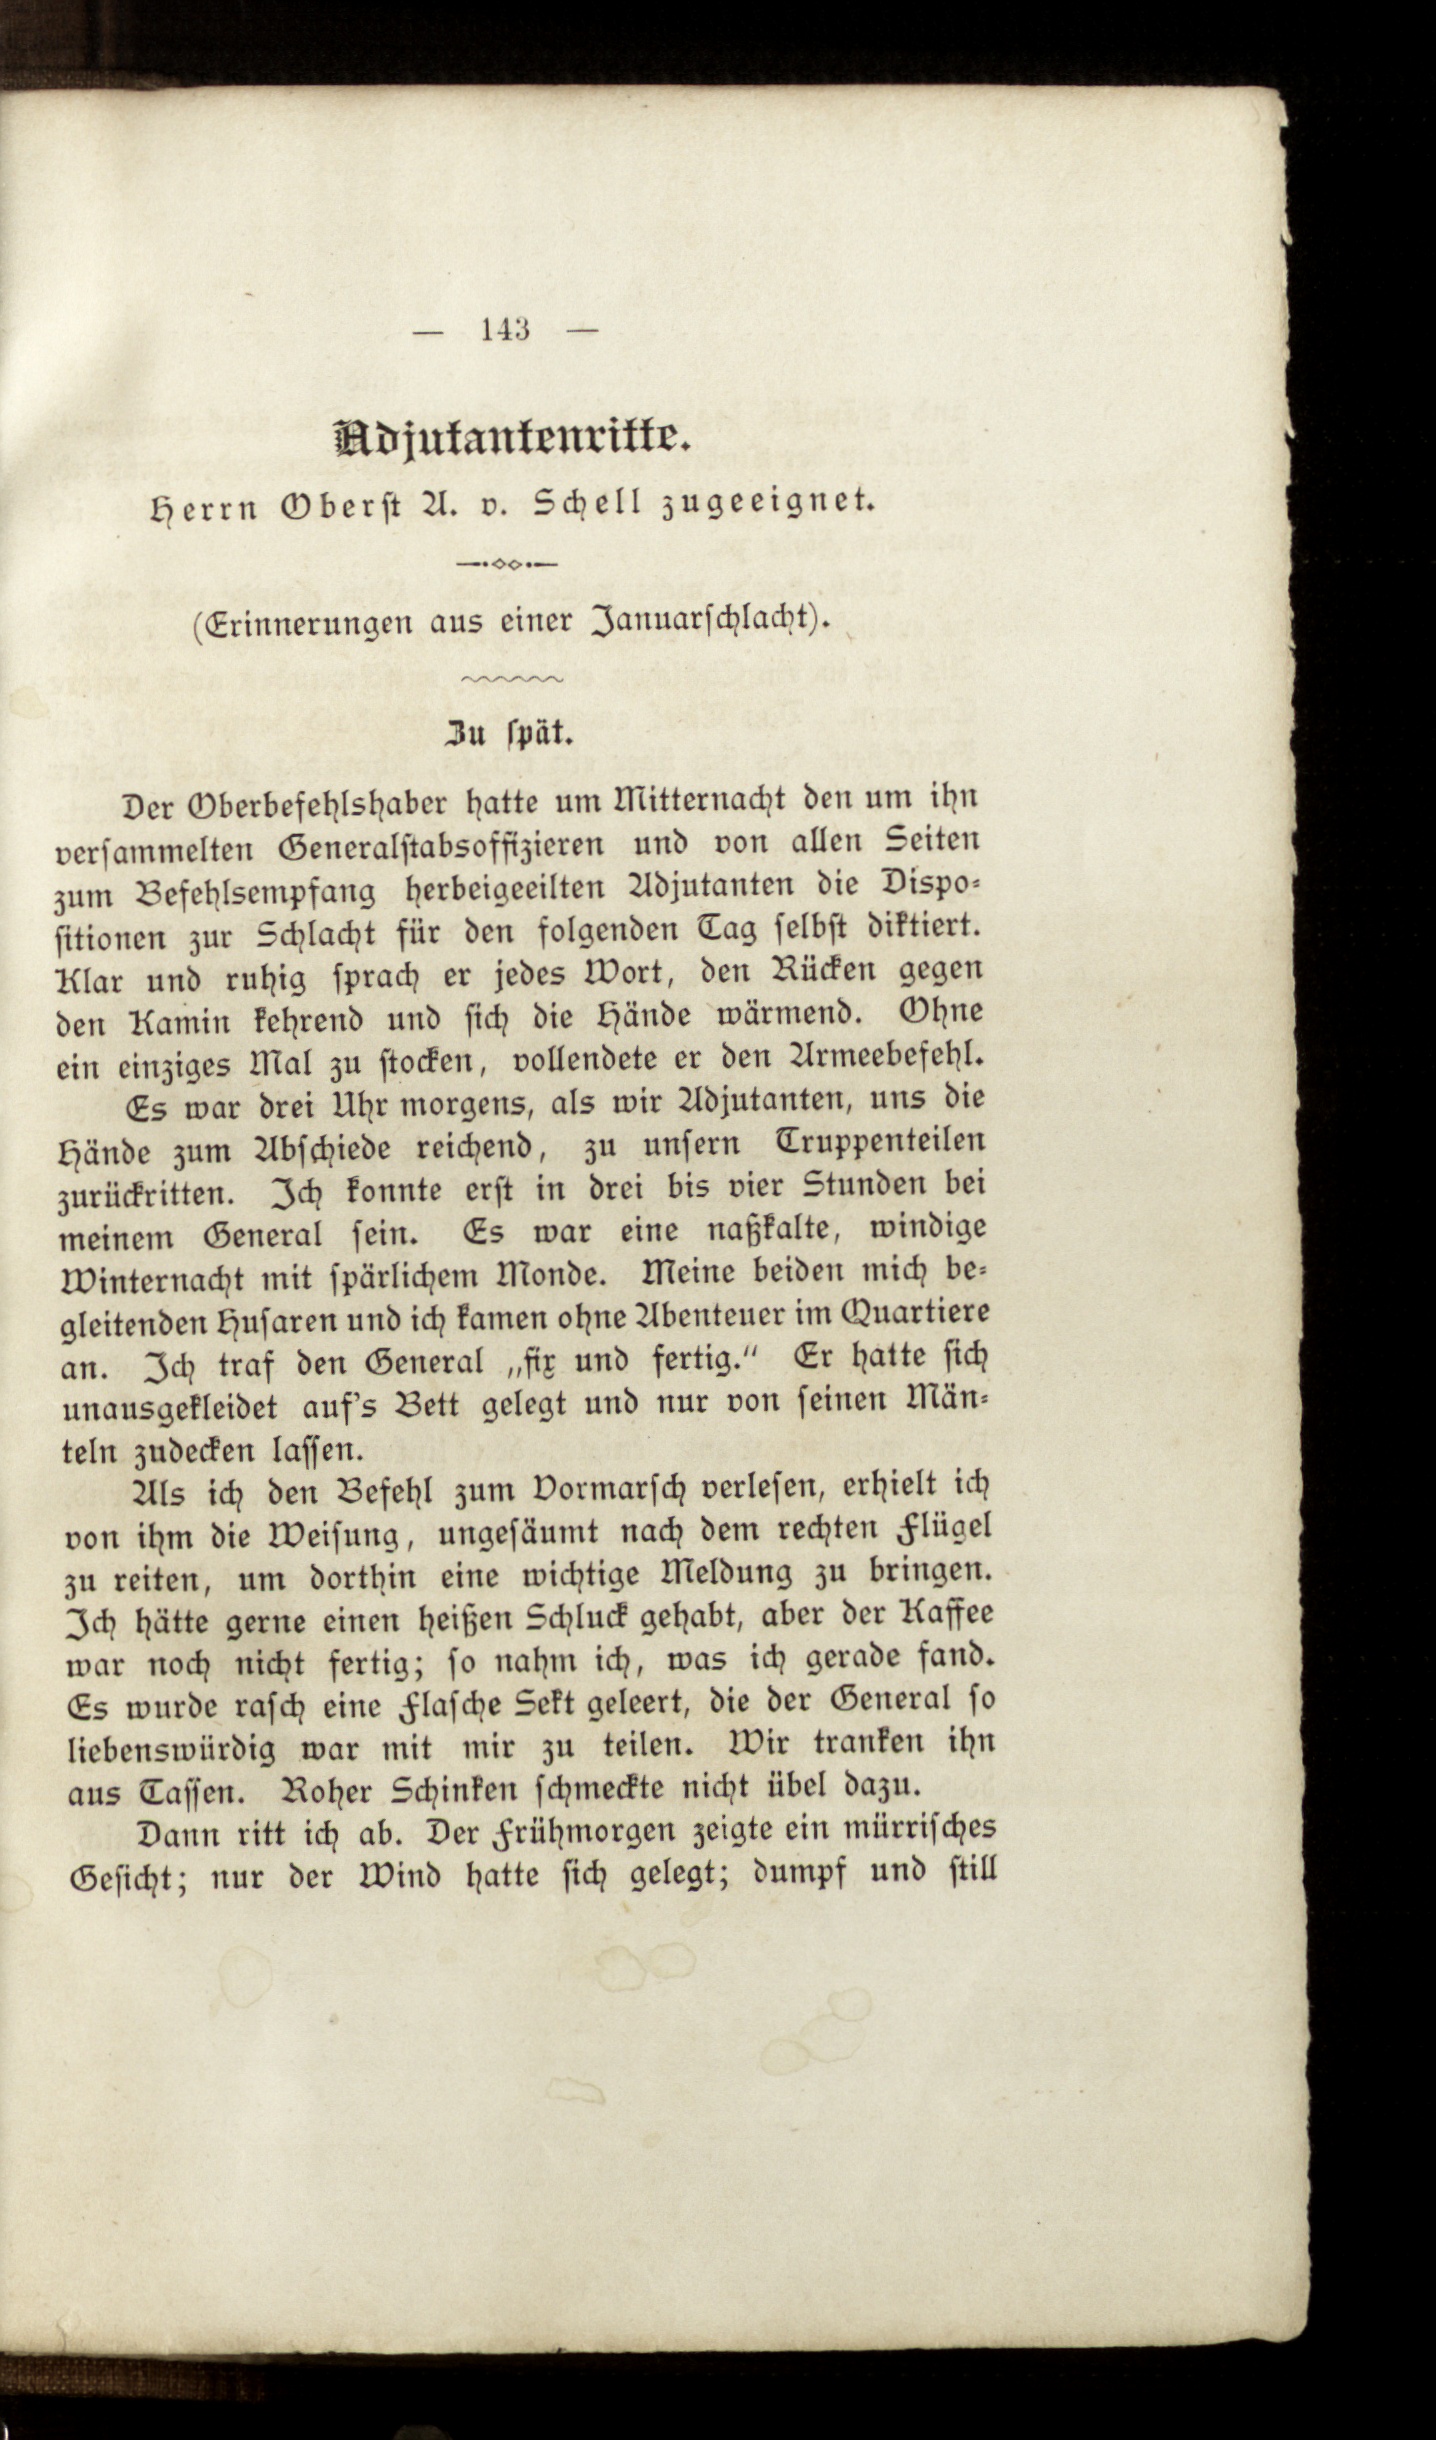 — 143 —
Adjutantenritte.
Herrn Oberſt A. v. Schell zugeeignet.
(Erinnerungen aus einer Januarſchlacht).
Zu ſpät.
Der Oberbefehlshaber hatte um Mitternacht den um ihn
verſammelten Generalſtabsoffizieren und von allen Seiten
zum Befehlsempfang herbeigeeilten Adjutanten die Dispo⸗
ſitionen zur Schlacht für den folgenden Tag ſelbſt diktiert.
Klar und ruhig ſprach er jedes Wort, den Rücken gegen
den Kamin kehrend und ſich die Hände wärmend. Ohne
ein einziges Mal zu ſtocken, vollendete er den Armeebefehl.
Es war drei Uhr morgens, als wir Adjutanten, uns die
Hände zum Abſchiede reichend, zu unſern Truppenteilen
zurückritten. Ich konnte erſt in drei bis vier Stunden bei
meinem General ſein. Es war eine naßkalte, windige
Winternacht mit ſpärlichem Monde. Meine beiden mich be⸗
gleitenden Huſaren und ich kamen ohne Abenteuer im Quartiere
an. Ich traf den General „fix und fertig.“ Er hatte ſich
unausgekleidet auf's Bett gelegt und nur von ſeinen Män⸗
teln zudecken laſſen.
Als ich den Befehl zum Vormarſch verleſen, erhielt ich
von ihm die Weiſung, ungeſäumt nach dem rechten Flügel
zu reiten, um dorthin eine wichtige Meldung zu bringen.
Ich hätte gerne einen heißen Schluck gehabt, aber der Kaffee
war noch nicht fertig; ſo nahm ich, was ich gerade fand.
Es wurde raſch eine Flaſche Sekt geleert, die der General ſo
liebenswürdig war mit mir zu teilen. Wir tranken ihn
aus Taſſen. Roher Schinken ſchmeckte nicht übel dazu.
Dann ritt ich ab. Der Frühmorgen zeigte ein mürriſches
Geſicht; nur der Wind hatte ſich gelegt; dumpf und ſtill